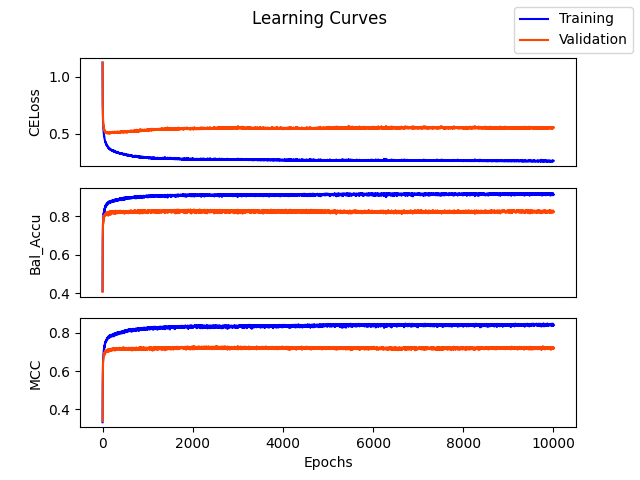 Learning Curves
Training
Validation
1.0
0.5
CELoss
0.8
0.6
0.4
Bal_Accu
0.8
0.6
0.4
MCC
0 2000 4000 6000 8000 10000
Epochs